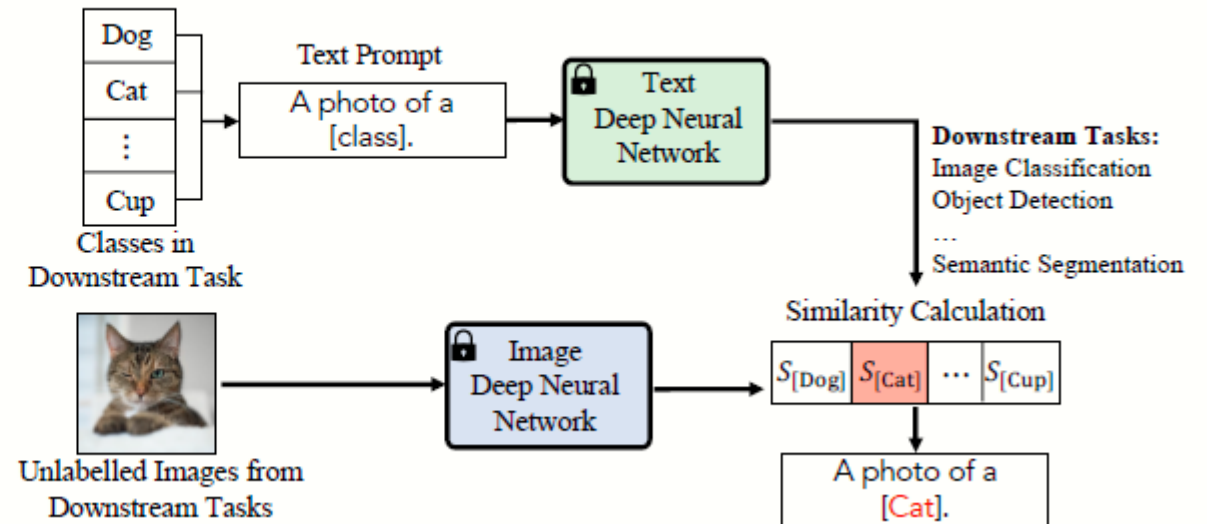 Dog
Cat
⋮
Cup
Classes in
Downstream Task
Text Prompt
A photo of a
[class].
Text
Deep Neural
Network
Downstream Tasks:
Image Classification
Object Detection
...
Semantic Segmentation
Unlabelled Images from
Downstream Tasks
Image
Deep Neural
Network
Similarity Calculation
S[Dog] S[Cat] ... S[Cup]
A photo of a
[Cat].